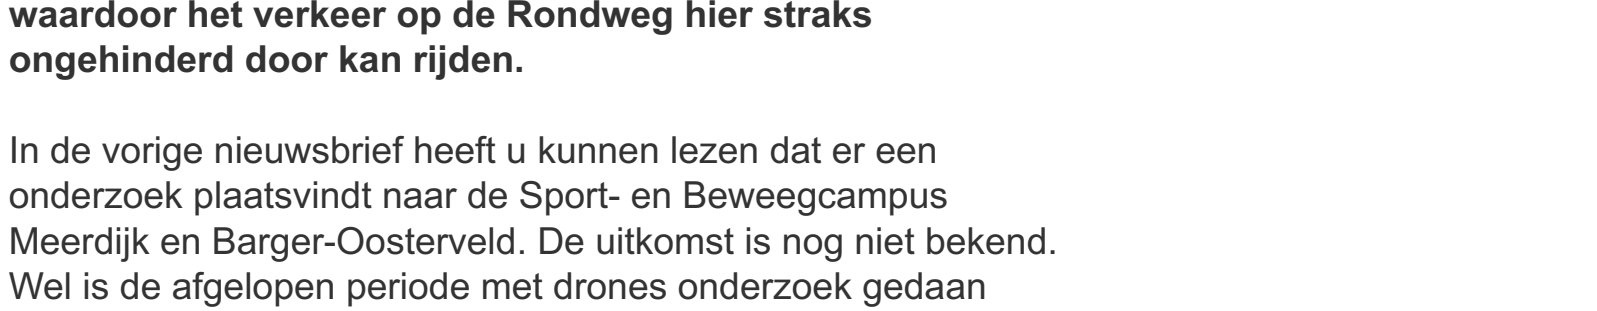 waardoor het verkeer op de Rondweg hier straks
ongehinderd door kan rijden.
In de vorige nieuwsbrief heeft u kunnen lezen dat er een
onderzoek plaatsvindt naar de Sport- en Beweegcampus
Meerdijk en Barger-Oosterveld. De uitkomst is nog niet bekend.
Wel is de afgelopen periode met drones onderzoek gedaan